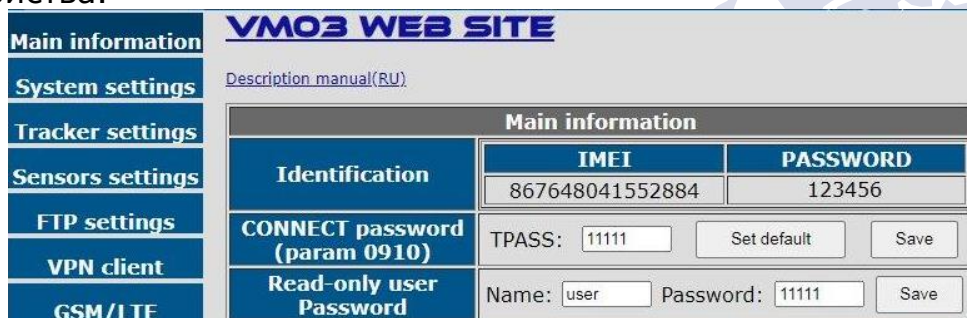 VMO3 WEB SITE
Description manual(RU)
Main information
System settings
Tracker settings
Sensors settings
FTP settings
VPN client
GSM/LTE
Main information
Identification
IMEI PASSWORD
867648041552884 123456
CONNECT password
(param 0910)
TPASS: 11111 Set default Save
Read-only user
Password
Name: user Password: 11111 Save